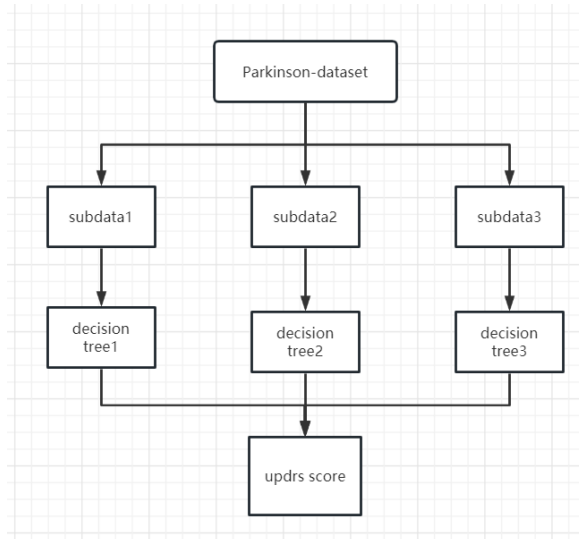 Parkinson-dataset
subdata1
subdata2
subdata3
decision
tree1
decision
tree2
decision
tree3
updrs score